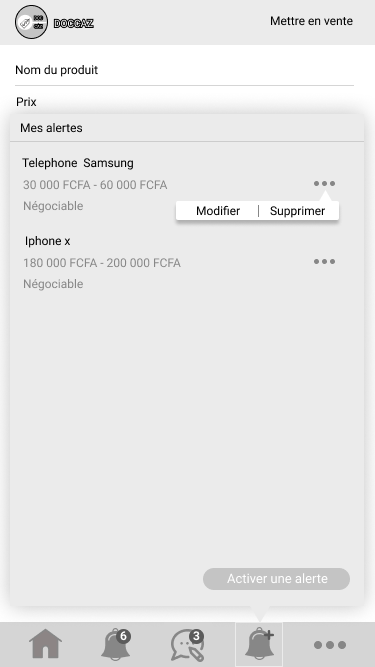 DOCCAZ
Mettre en vente
Nom du produit
Prix
Mes alertes
Telephone Samsung
30 000 FCFA - 60 000 FCFA
Négociable
Modifier | Supprimer
Iphone x
180 000 FCFA - 200 000 FCFA
Négociable
Activer une alerte
6
3